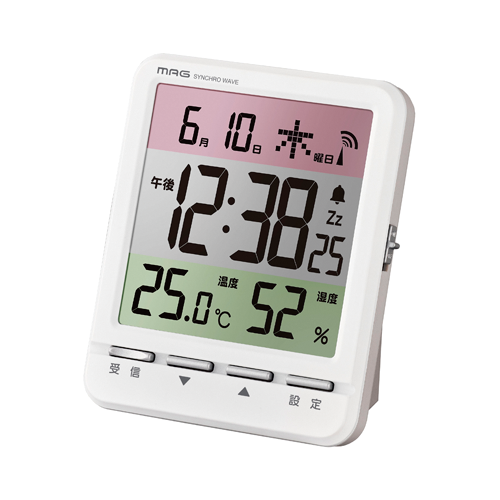 MAG SYNCHRO WAVE
6月 10日 木曜日
午後 12:38 25
Zz
温度 湿度
25.0℃ 52%
受信 ▼ ▲ 設定